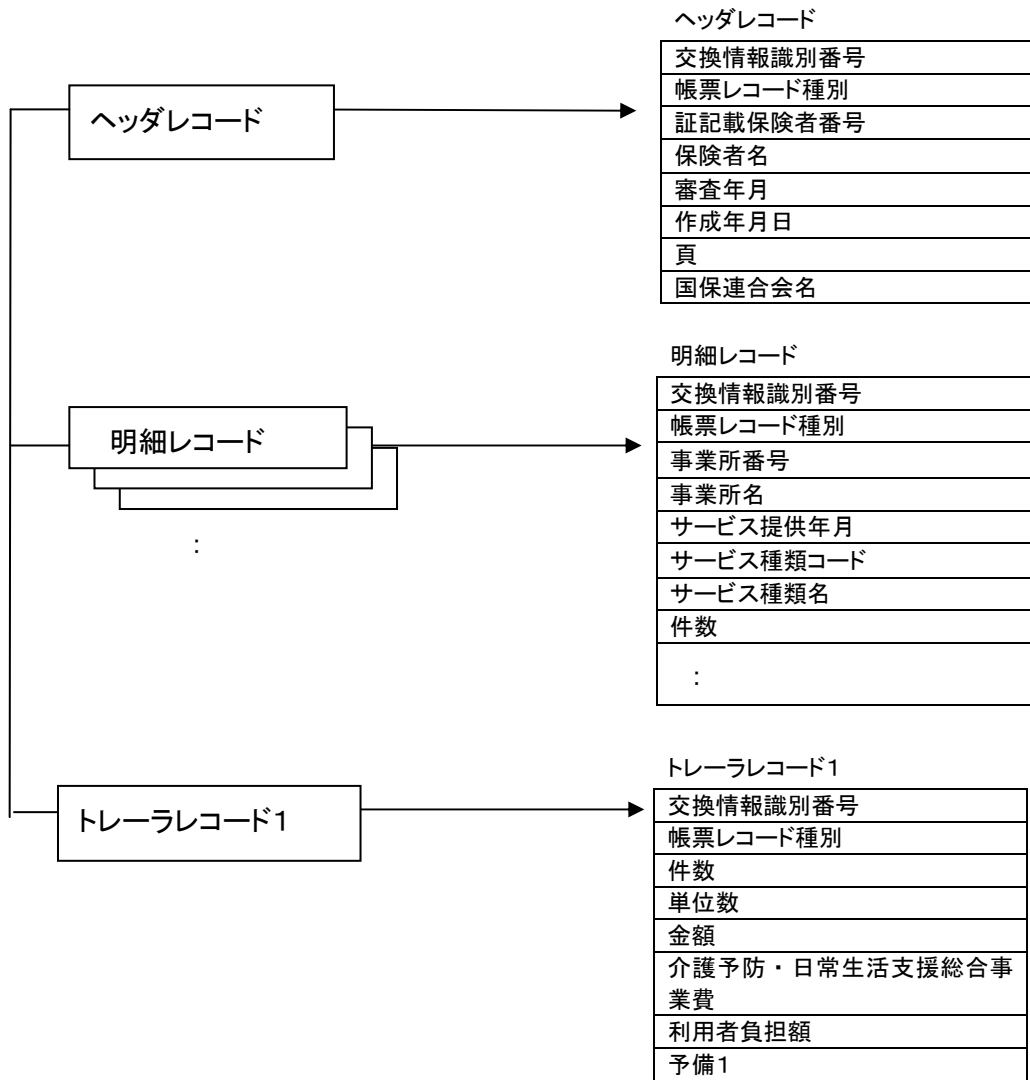 ヘッダレコード
ヘッダレコード
交換情報識別番号
帳票レコード種別
証記載保険者番号
保険者名
審査年月
作成年月日
頁
国保連合会名
明細レコード
:
明細レコード
交換情報識別番号
帳票レコード種別
事業所番号
事業所名
サービス提供年月
サービス種類コード
サービス種類名
件数
:
トレーラレコード1
トレーラレコード1
交換情報識別番号
帳票レコード種別
件数
単位数
金額
介護予防・日常生活支援総合事
業費
利用者負担額
予備1